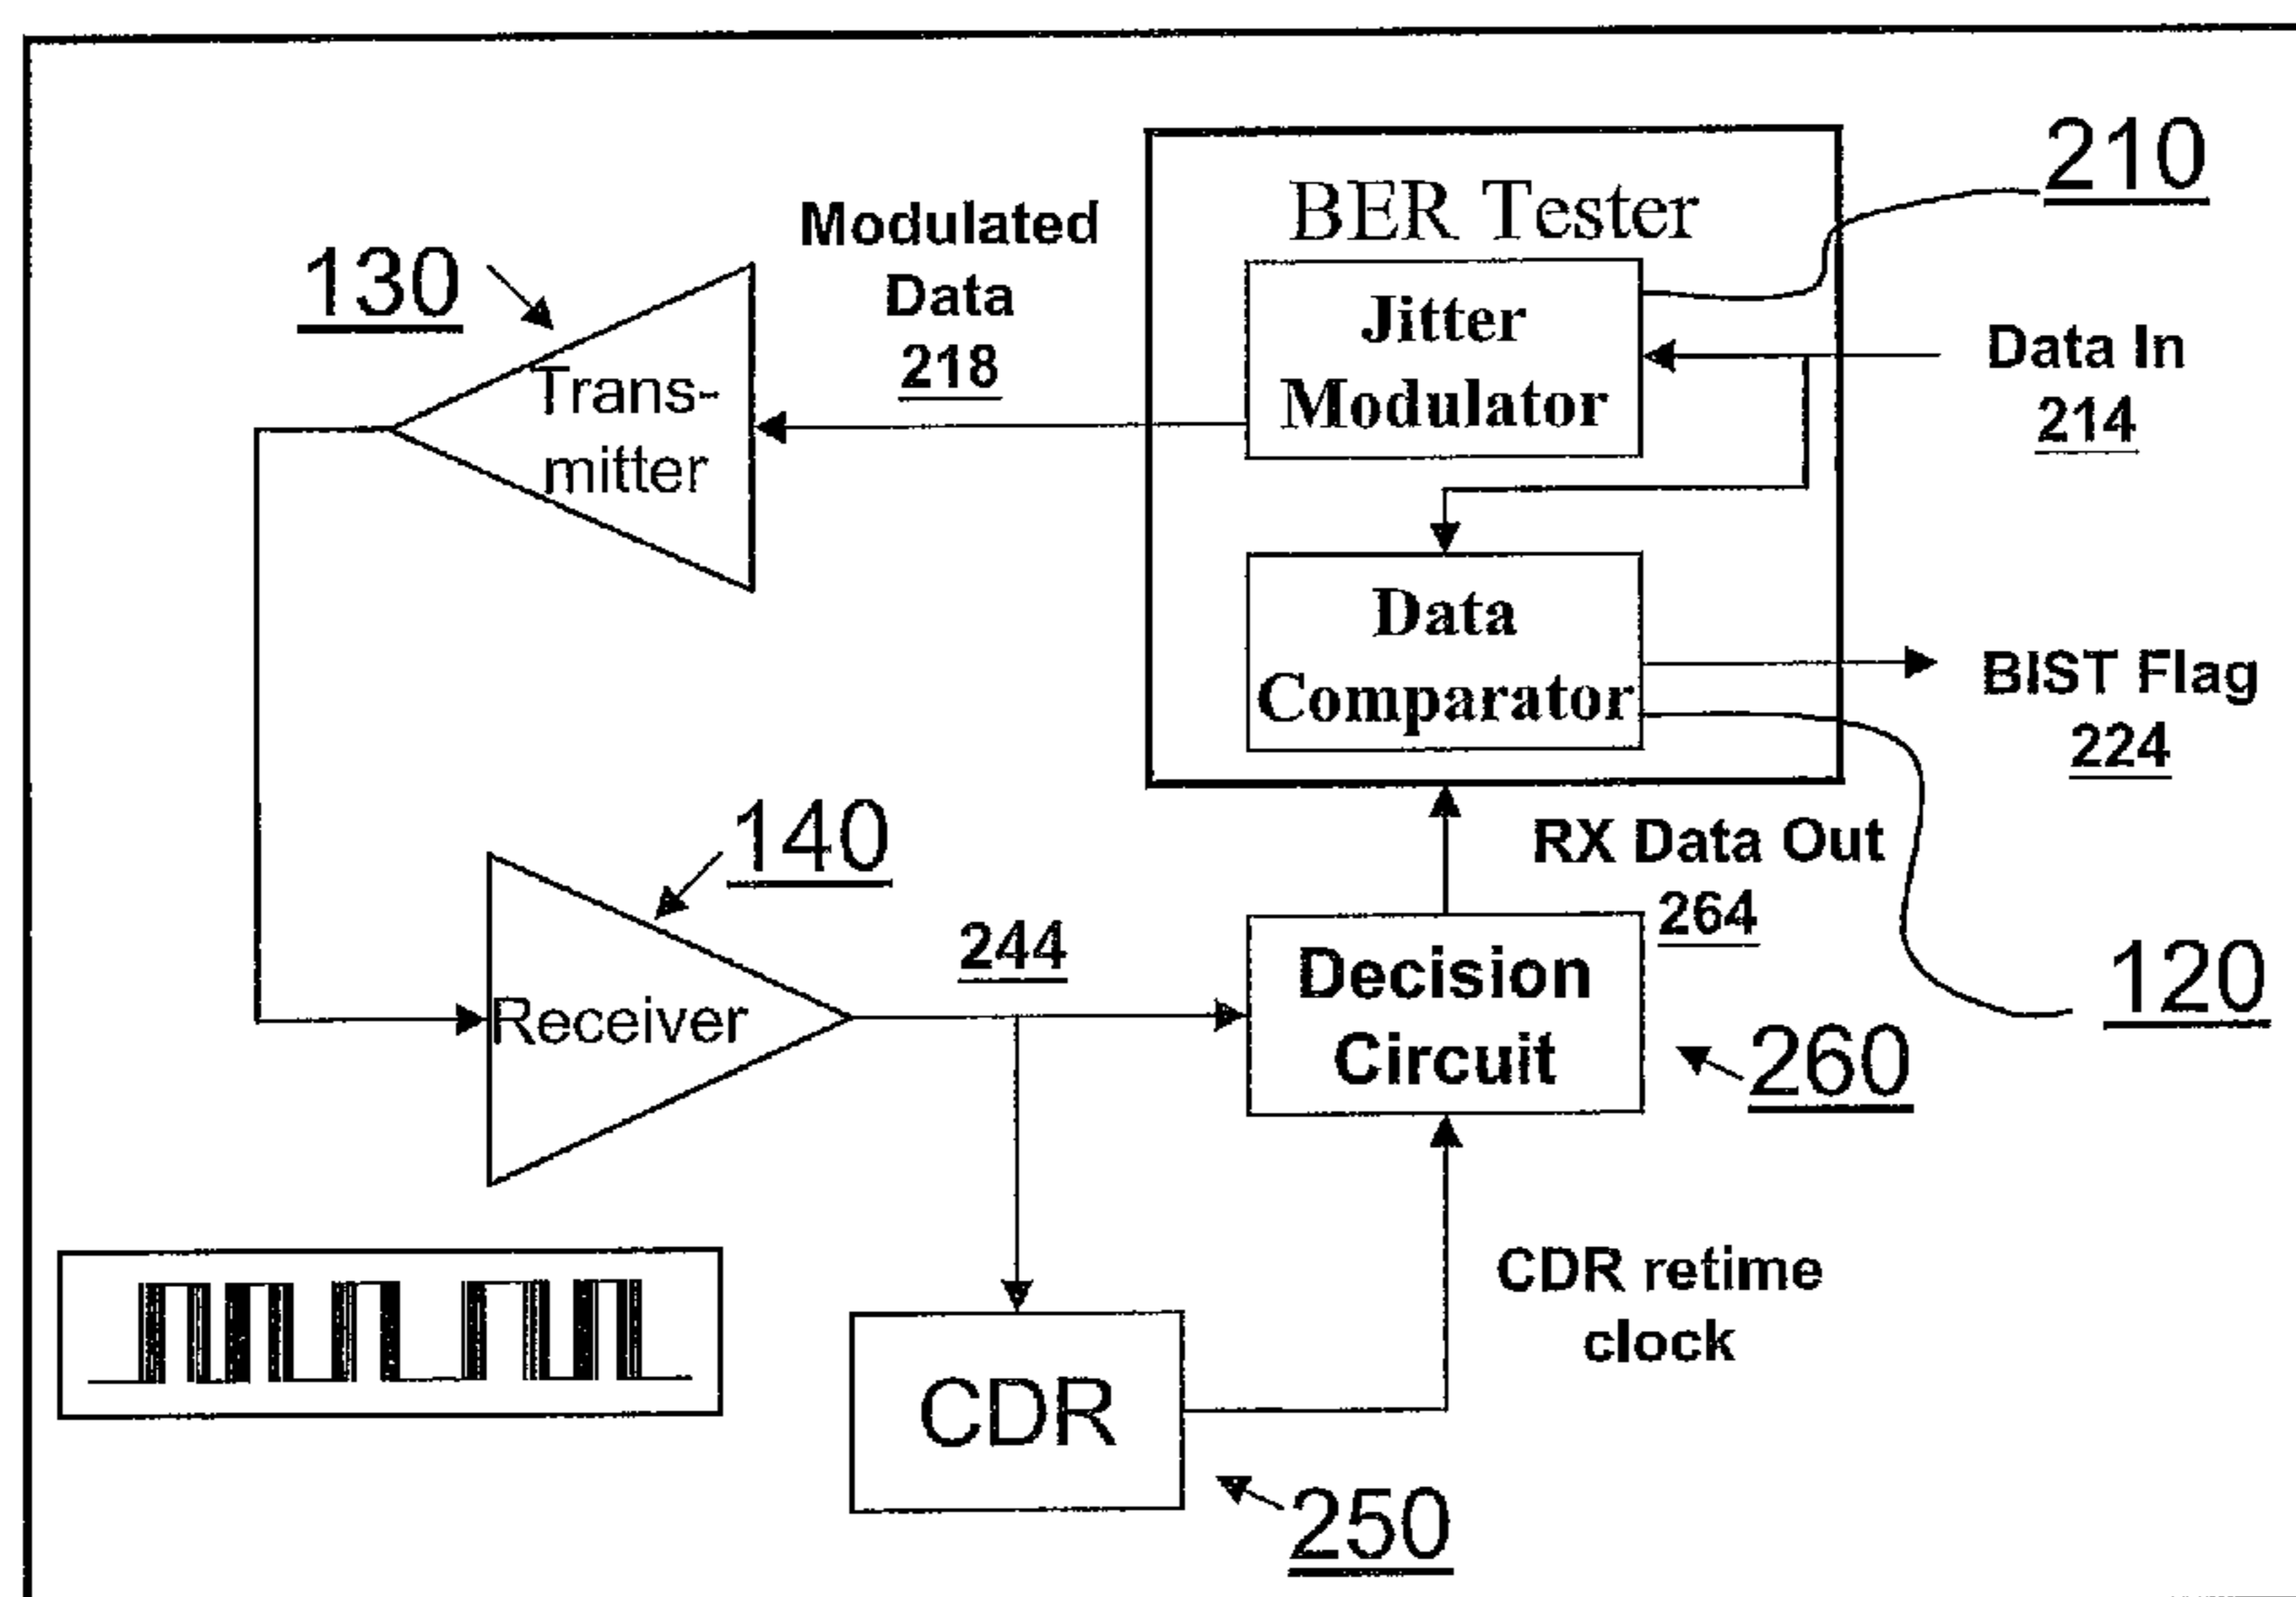 210
BER Tester
Modulated
Data
218
130
Jitter
Modulator
Data In
214
Trans-
mitter
Data
Comparator
BIST Flag
224
140
RX Data Out
264
244
Decision
Circuit
120
Receiver
260
CDR retime
clock
CDR
250